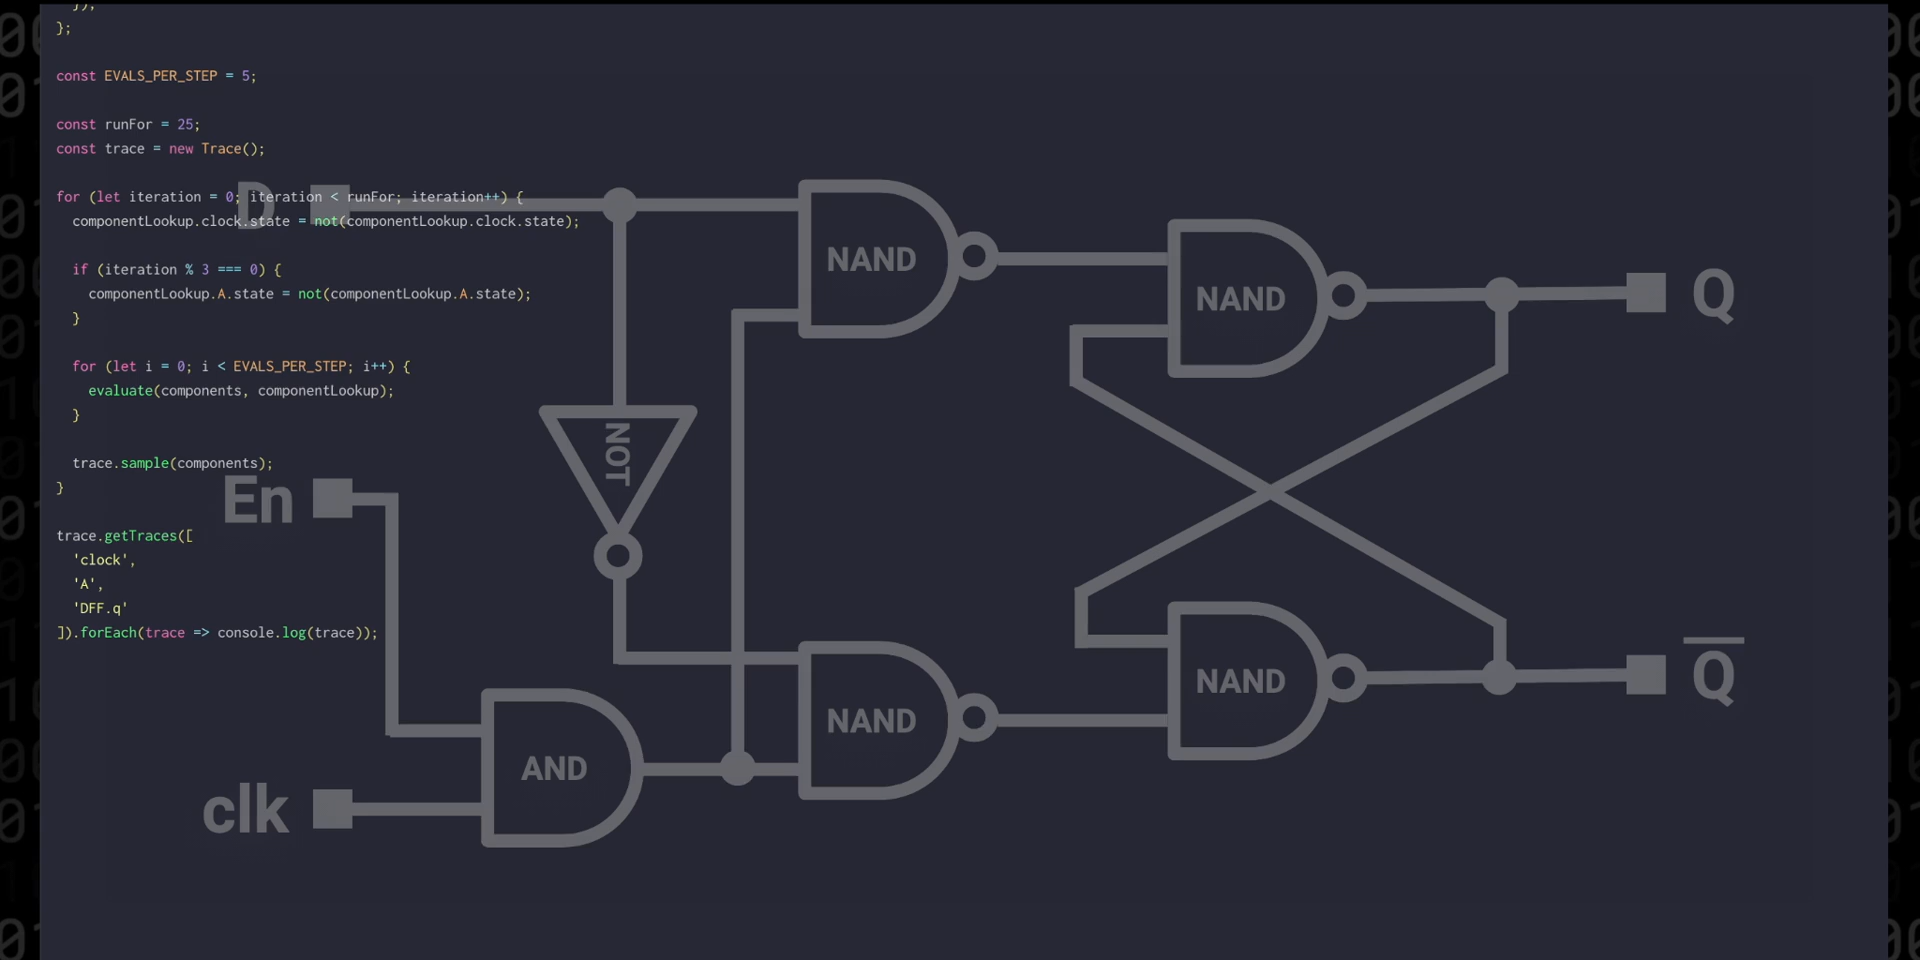 });
};
const EVALS_PER_STEP = 5;
const runFor = 25;
const trace = new Trace();
for (let iteration = 0; iteration < runFor; iteration++) {
componentLookup.clock.state = not(componentLookup.clock.state);
if (iteration % 3 === 0) {
componentLookup.A.state = not(componentLookup.A.state);
}
for (let i = 0; i < EVALS_PER_STEP; i++) {
evaluate(components, componentLookup);
}
trace.sample(components);
}
trace.getTraces([
'clock',
'A',
'DFF.q'
]).forEach(trace => console.log(trace));
D
NAND
NAND
Q
NOT
En
NAND
Q
NAND
AND
clk